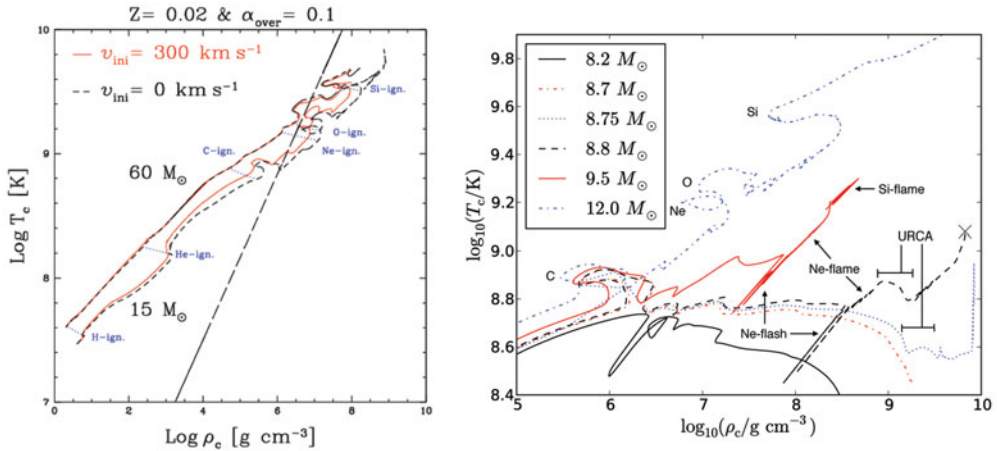 Z= 0.02 & α_over= 0.1
υ_ini= 300 km s⁻¹
υ_ini= 0 km s⁻¹
Si-ign.
O-ign.
Ne-ign.
C-ign.
60 M☉
He-ign.
15 M☉
H-ign.
Log T_c [K]
10
9
8
7
0
2
4
6
8
10
Log ρ_c [g cm⁻³]
8.2 M☉
8.7 M☉
8.75 M☉
8.8 M☉
9.5 M☉
12.0 M☉
Si
O
Ne
C
Si-flame
URCA
Ne-flame
Ne-flash
log₁₀(T_c/K)
9.8
9.6
9.4
9.2
9.0
8.8
8.6
8.4
5
6
7
8
9
10
log₁₀(ρ_c/g cm⁻³)